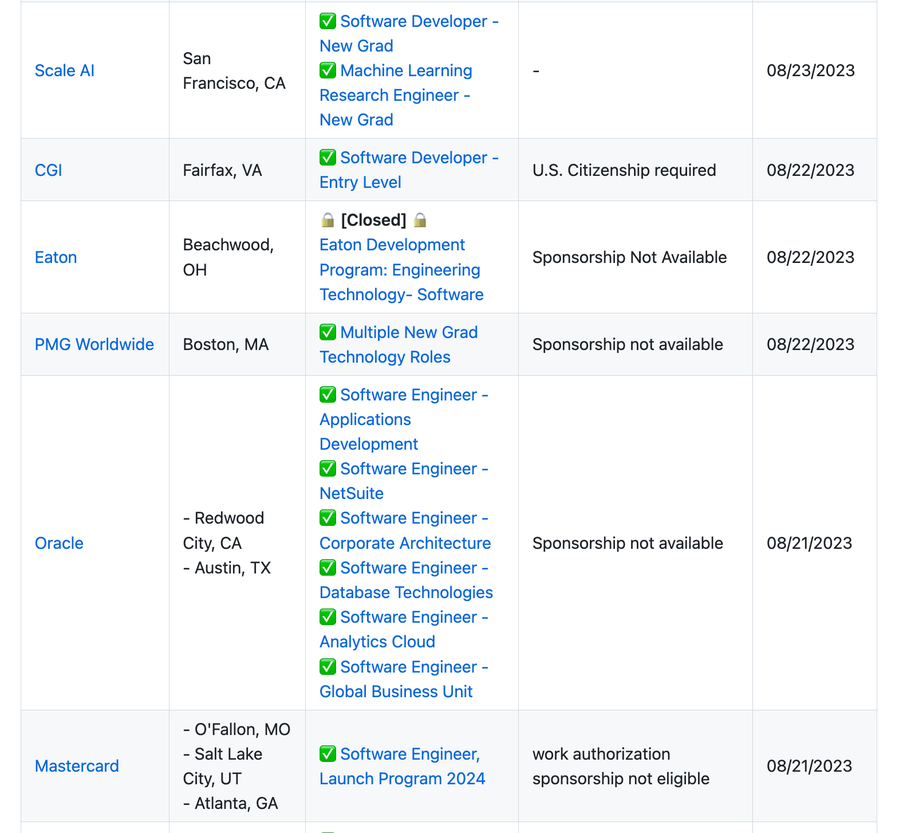 Scale AI
San
Francisco, CA
✅ Software Developer -
New Grad
✅ Machine Learning
Research Engineer -
New Grad
-
08/23/2023
CGI
Fairfax, VA
✅ Software Developer -
Entry Level
U.S. Citizenship required
08/22/2023
Eaton
Beachwood,
OH
🔒 [Closed] 🔒
Eaton Development
Program: Engineering
Technology- Software
Sponsorship Not Available
08/22/2023
PMG Worldwide
Boston, MA
✅ Multiple New Grad
Technology Roles
Sponsorship not available
08/22/2023
Oracle
- Redwood
City, CA
- Austin, TX
✅ Software Engineer -
Applications
Development
✅ Software Engineer -
NetSuite
✅ Software Engineer -
Corporate Architecture
✅ Software Engineer -
Database Technologies
✅ Software Engineer -
Analytics Cloud
✅ Software Engineer -
Global Business Unit
Sponsorship not available
08/21/2023
Mastercard
- O'Fallon, MO
- Salt Lake
City, UT
- Atlanta, GA
✅ Software Engineer,
Launch Program 2024
work authorization
sponsorship not eligible
08/21/2023